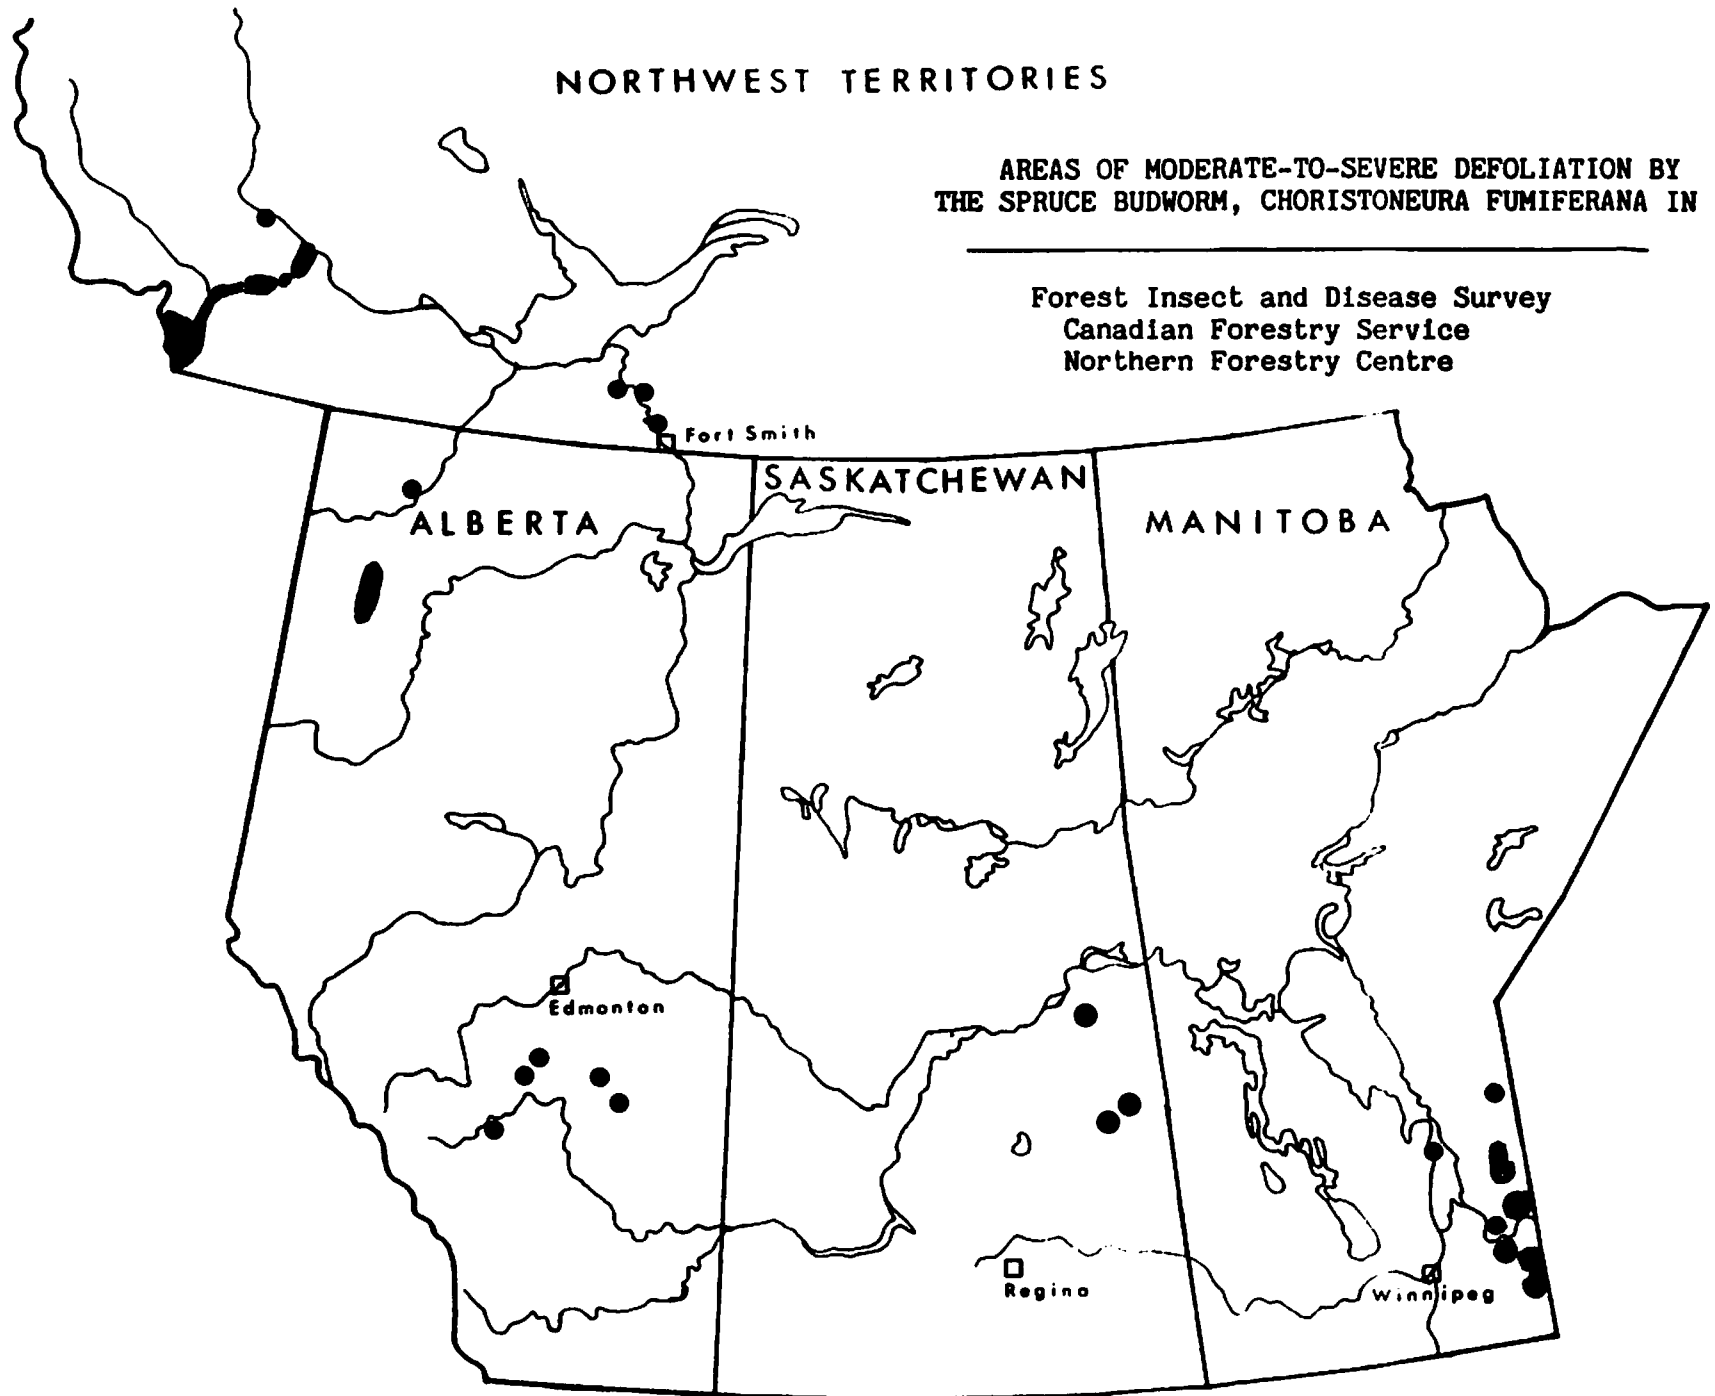 NORTHWEST TERRITORIES
AREAS OF MODERATE-TO-SEVERE DEFOLIATION BY
THE SPRUCE BUDWORM, CHORISTONEURA FUMIFERANA IN
Forest Insect and Disease Survey
Canadian Forestry Service
Northern Forestry Centre
Fort Smith
SASKATCHEWAN
ALBERTA
MANITOBA
Edmonton
Regina
Winnipeg